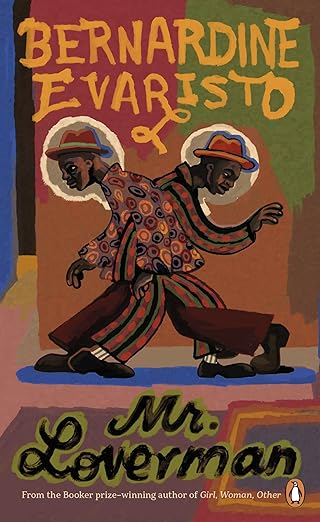 BERNARDINE
EVARISTO
Mr.
Loverman
From the Booker prize–winning author of Girl, Woman, Other